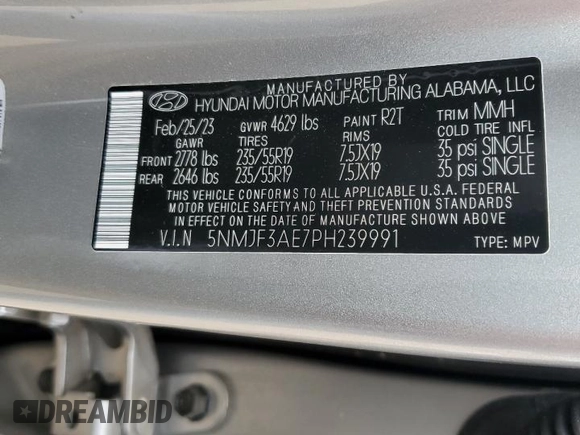 MANUFACTURED BY
HYUNDAI MOTOR MANUFACTURING ALABAMA, LLC
Feb/25/23 GVWR 4629 lbs PAINT R2T TRIM MMH
GAWR TIRES COLD TIRE INFL
FRONT 2778 lbs 235/55R19 7.5JX19 35 psi SINGLE
REAR 2646 lbs 235/55R19 7.5JX19 35 psi SINGLE
THIS VEHICLE CONFORMS TO ALL APPLICABLE U.S.A. FEDERAL
MOTOR VEHICLE SAFETY AND THEFT PREVENTION STANDARDS IN
EFFECT ON THE DATE OF MANUFACTURE SHOWN ABOVE.
V.I.N 5NMJF3AE7PH239991 TYPE: MPV
DREAMBID